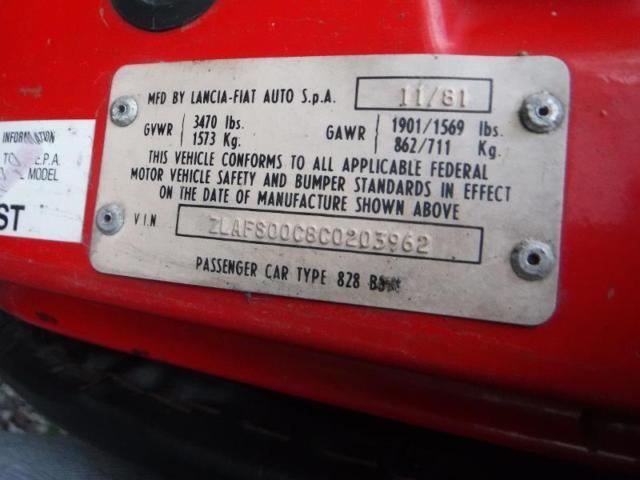 MFD BY LANCIA-FIAT AUTO S.p.A. 11/81
GVWR 3470 lbs. 1573 Kg. GAWR 1901/1569 lbs. 862/711 Kg.
THIS VEHICLE CONFORMS TO ALL APPLICABLE FEDERAL
MOTOR VEHICLE SAFETY AND BUMPER STANDARDS IN EFFECT
ON THE DATE OF MANUFACTURE SHOWN ABOVE
V.I.N ZLAF800C8C0203962
PASSENGER CAR TYPE 828
INFORMATION
E.P.A.
MODEL
ST